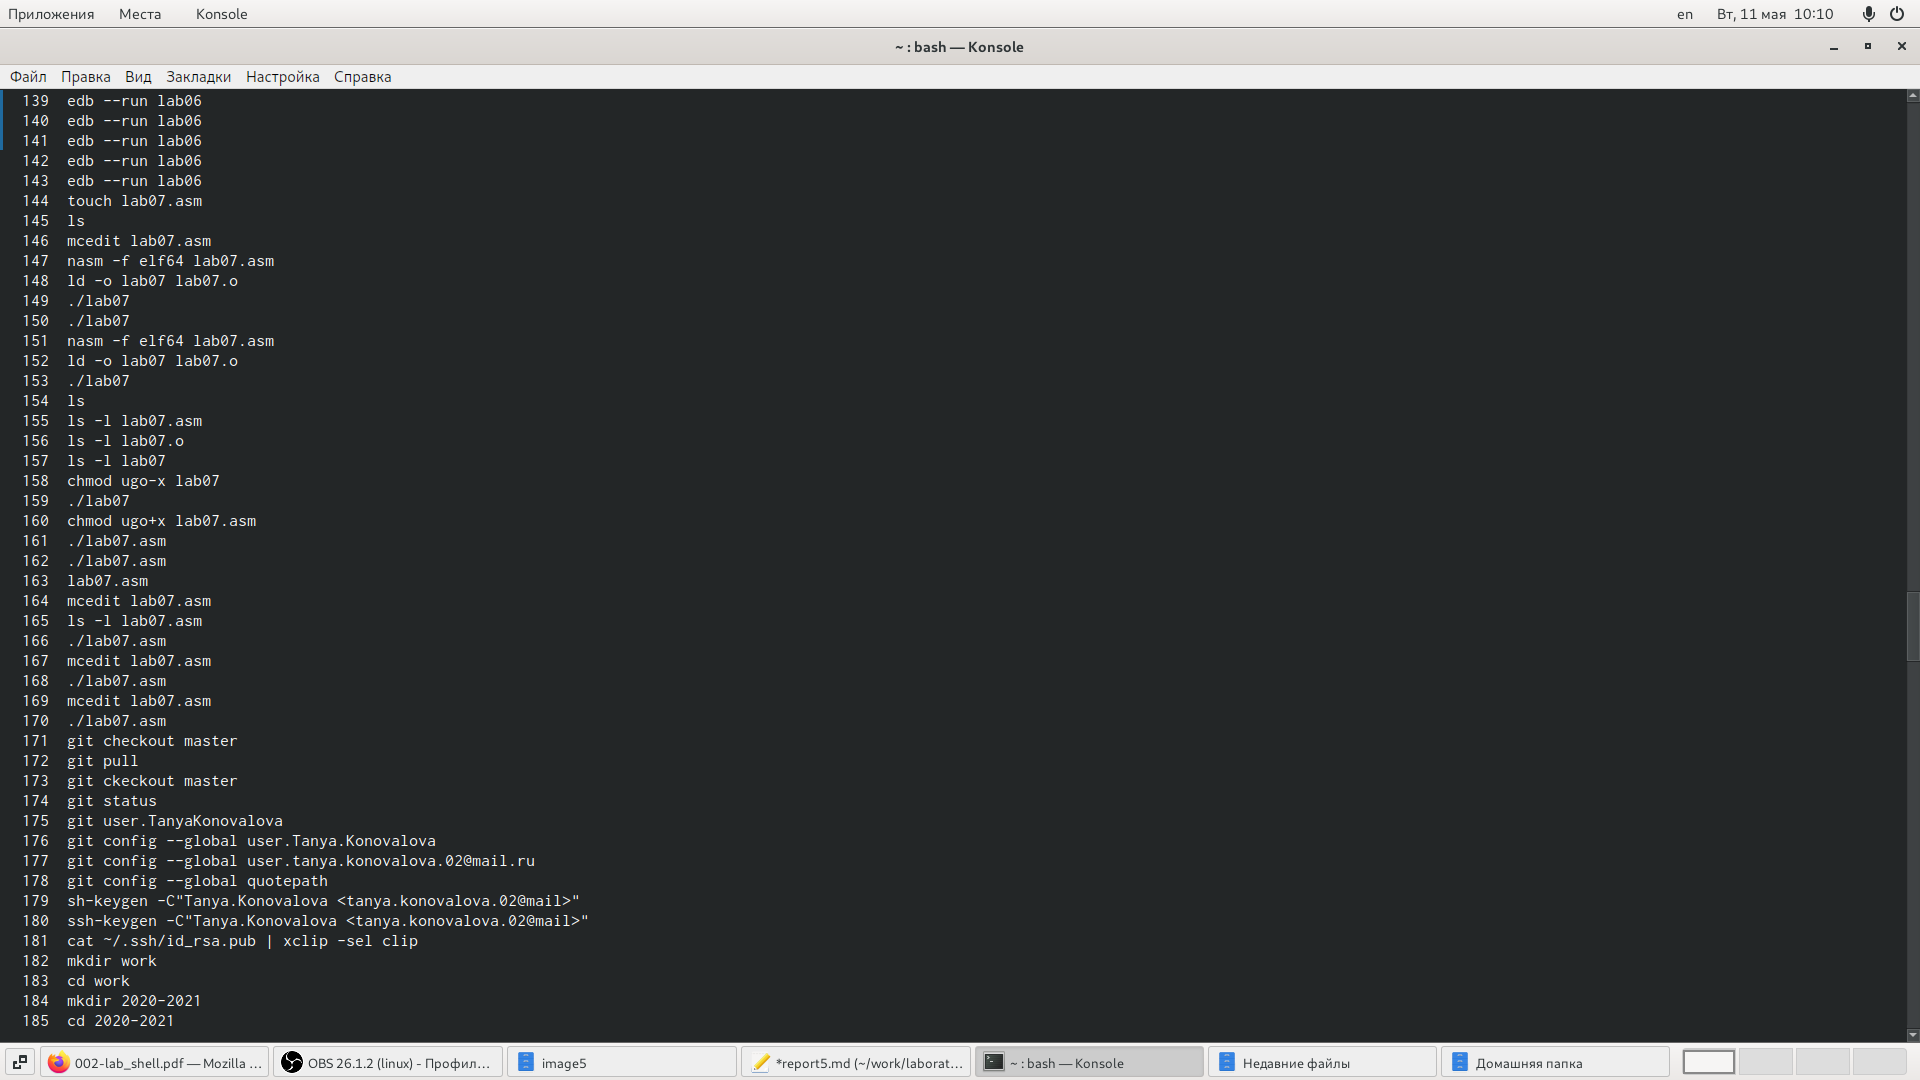 Приложения Места Konsole en Вт, 11 мая 10:10
~ : bash — Konsole
Файл Правка Вид Закладки Настройка Справка
139 edb --run lab06
140 edb --run lab06
141 edb --run lab06
142 edb --run lab06
143 edb --run lab06
144 touch lab07.asm
145 ls
146 mcedit lab07.asm
147 nasm -f elf64 lab07.asm
148 ld -o lab07 lab07.o
149 ./lab07
150 ./lab07
151 nasm -f elf64 lab07.asm
152 ld -o lab07 lab07.o
153 ./lab07
154 ls
155 ls -l lab07.asm
156 ls -l lab07.o
157 ls -l lab07
158 chmod ugo-x lab07
159 ./lab07
160 chmod ugo+x lab07.asm
161 ./lab07.asm
162 ./lab07.asm
163 lab07.asm
164 mcedit lab07.asm
165 ls -l lab07.asm
166 ./lab07.asm
167 mcedit lab07.asm
168 ./lab07.asm
169 mcedit lab07.asm
170 ./lab07.asm
171 git checkout master
172 git pull
173 git ckeckout master
174 git status
175 git user.TanyaKonovalova
176 git config --global user.Tanya.Konovalova
177 git config --global user.tanya.konovalova.02@mail.ru
178 git config --global quotepath
179 sh-keygen -C"Tanya.Konovalova <tanya.konovalova.02@mail>"
180 ssh-keygen -C"Tanya.Konovalova <tanya.konovalova.02@mail>"
181 cat ~/.ssh/id_rsa.pub | xclip -sel clip
182 mkdir work
183 cd work
184 mkdir 2020-2021
185 cd 2020-2021
002-lab_shell.pdf — Mozilla ... OBS 26.1.2 (linux) - Профил... image5 *report5.md (~/work/laborat... ~ : bash — Konsole Недавние файлы Домашняя папка